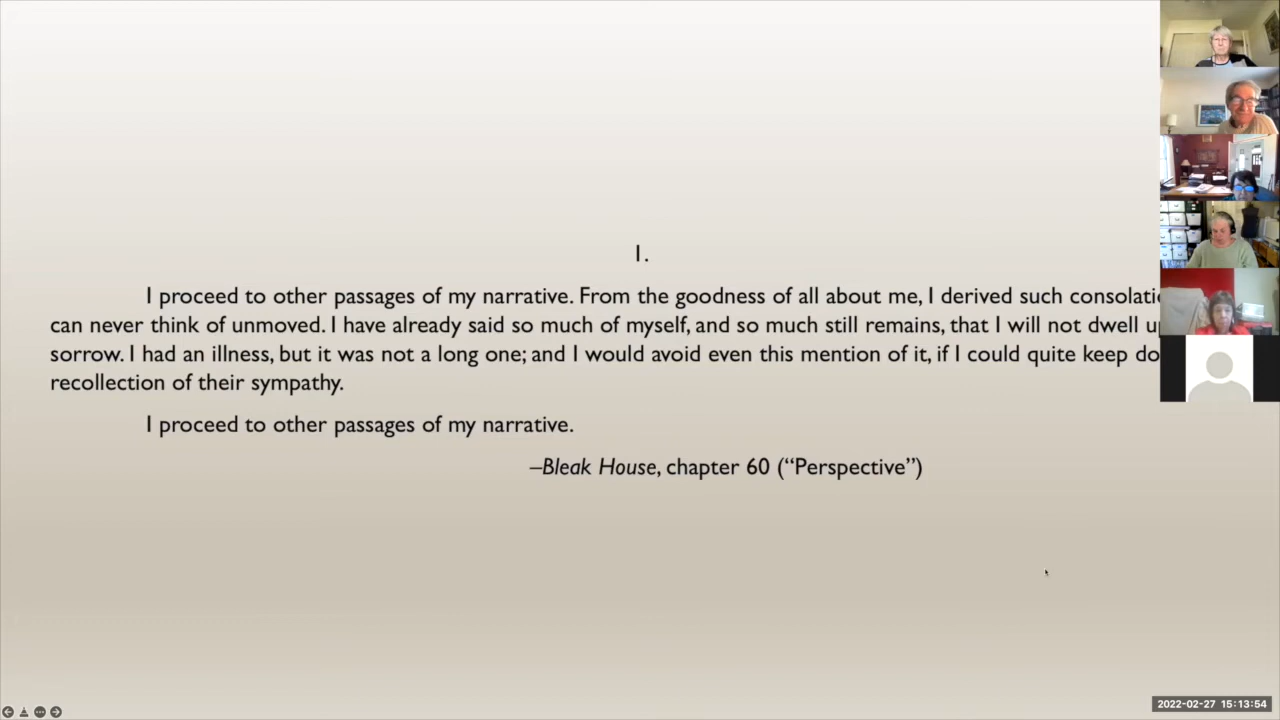 1.
I proceed to other passages of my narrative. From the goodness of all about me, I derived such
can never think of unmoved. I have already said so much of myself, and so much still remains, that I will not dwell
sorrow. I had an illness, but it was not a long one; and I would avoid even this mention of it, if I could quite keep
recollection of their sympathy.
I proceed to other passages of my narrative.
–Bleak House, chapter 60 (“Perspective”)
2022-02-27 15:13:54